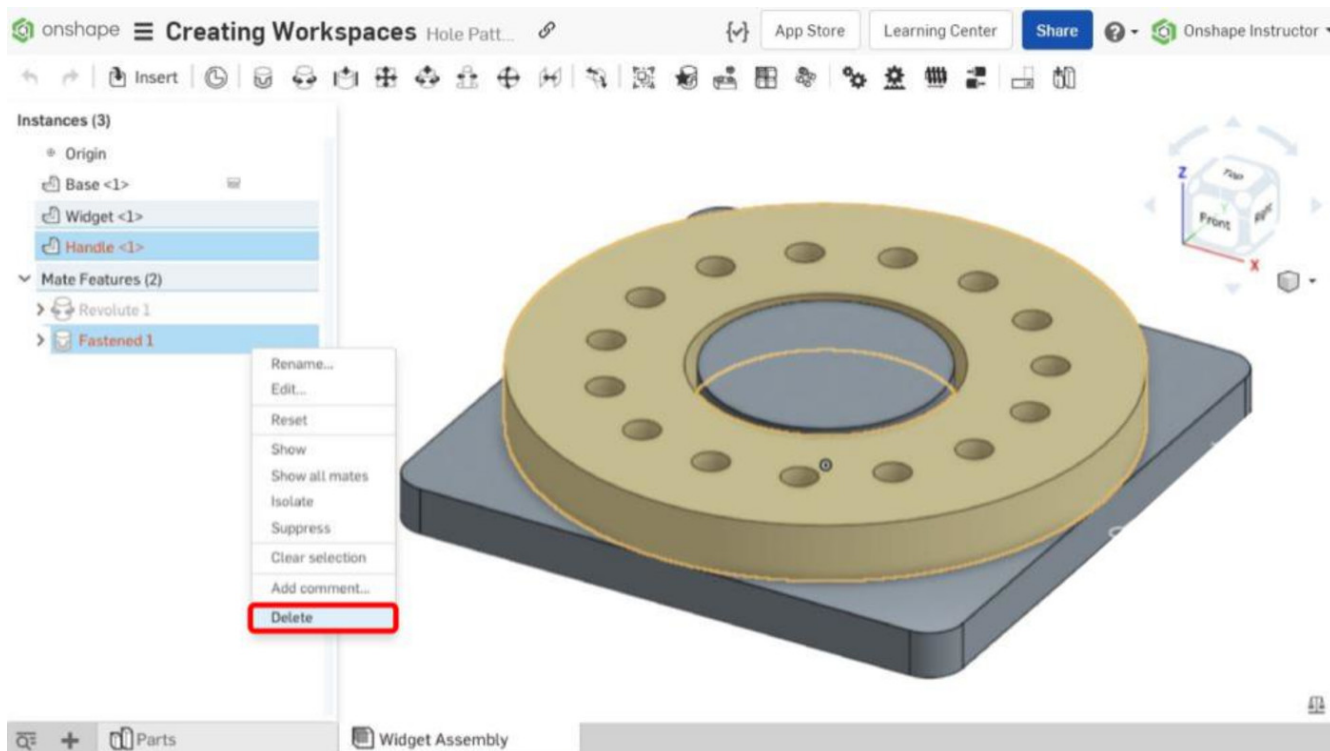 onshape Creating Workspaces Hole Patt... App Store Learning Center Share Onshape Instructor
Insert
Instances (3)
Origin
Base <1>
Widget <1>
Handle <1>
Mate Features (2)
Revolute 1
Fastened 1
Rename...
Edit...
Reset
Show
Show all mates
Isolate
Suppress
Clear selection
Add comment...
Delete
Z
Top
Y
Front
Right
X
Parts
Widget Assembly